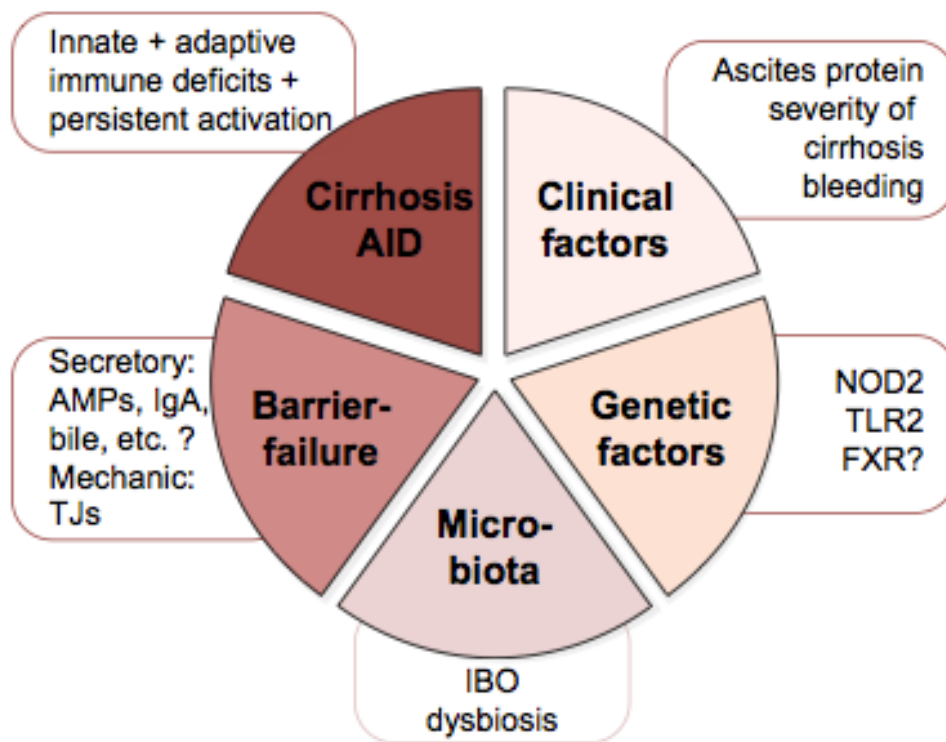 Innate + adaptive
immune deficits +
persistent activation
Ascites protein
severity of
cirrhosis
bleeding
Cirrhosis
AID
Clinical
factors
Secretory:
AMPs, IgA,
bile, etc. ?
Mechanic:
TJs
Barrier-
failure
Genetic
factors
NOD2
TLR2
FXR?
Micro-
biota
IBO
dysbiosis